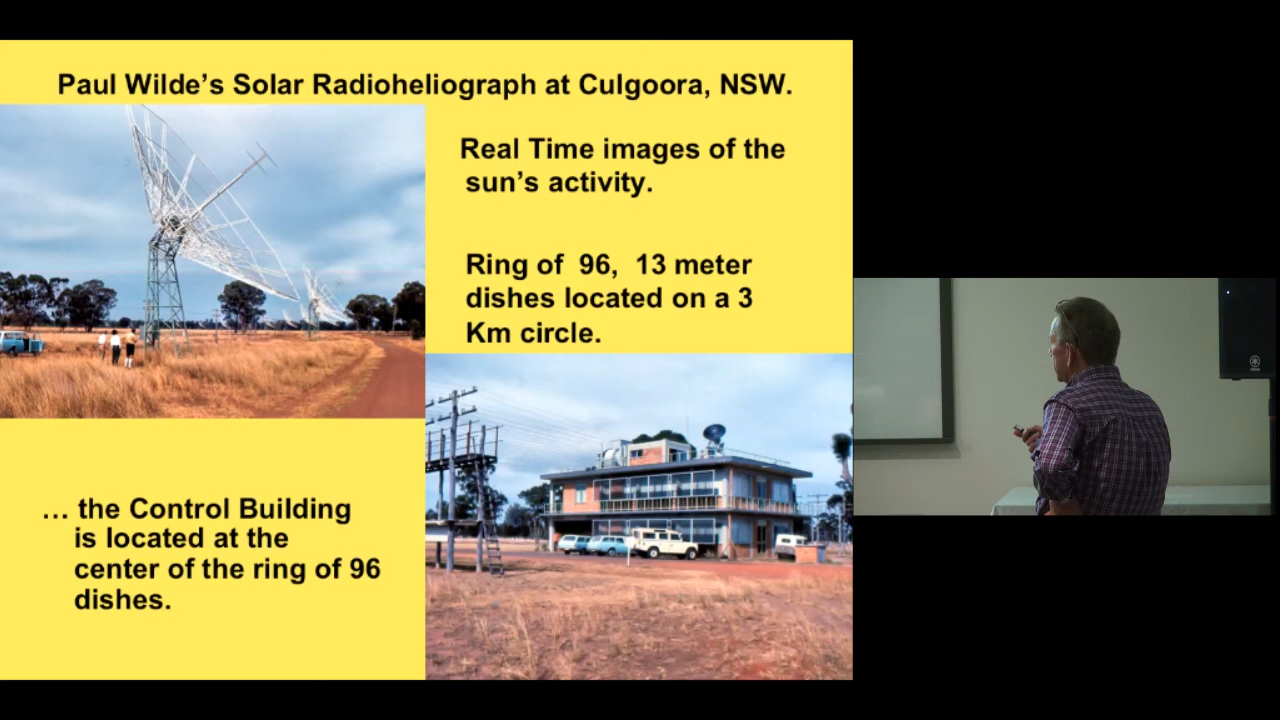 Paul Wilde’s Solar Radioheliograph at Culgoora, NSW.
Real Time images of the
sun’s activity.
Ring of  96,  13 meter
dishes located on a 3
Km circle.
… the Control Building
is located at the
center of the ring of 96
dishes.